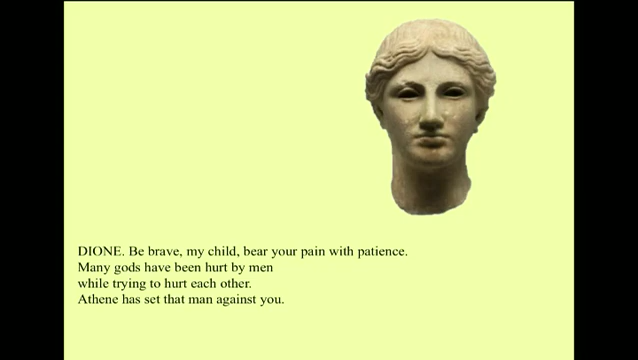 DIONE. Be brave, my child, bear your pain with patience.
Many gods have been hurt by men
while trying to hurt each other.
Athene has set that man against you.